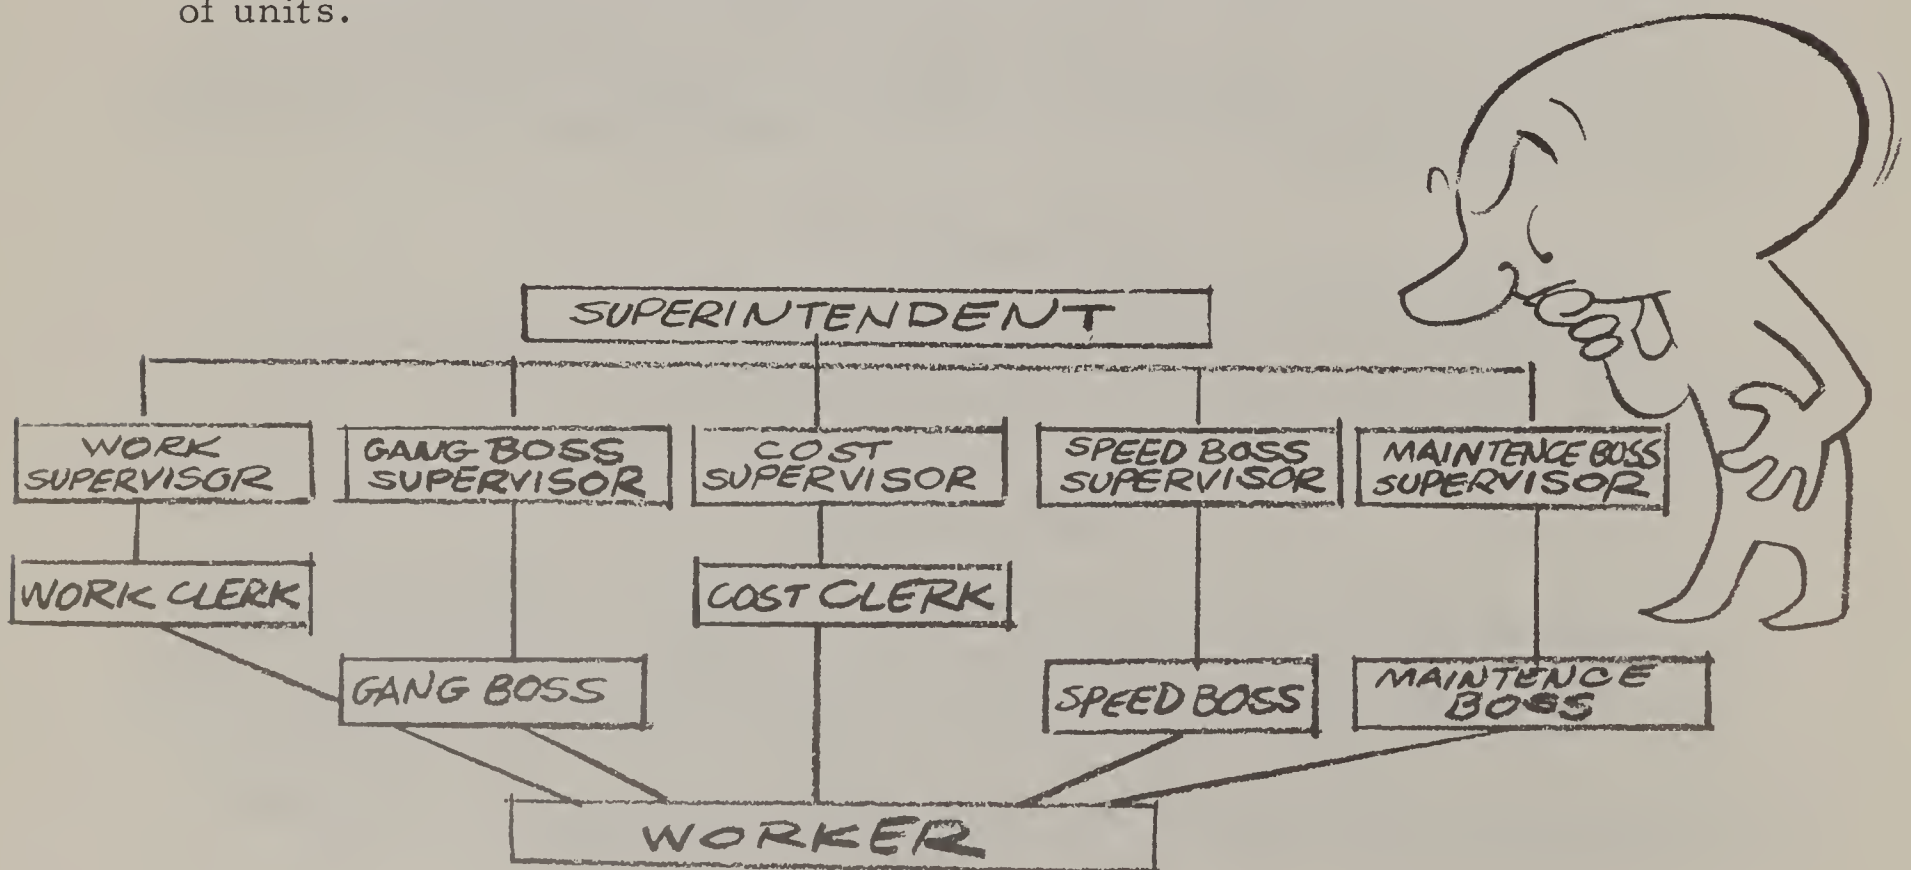 of units.
SUPERINTENDENT
WORK
SUPERVISOR
GANG BOSS
SUPERVISOR
COST
SUPERVISOR
SPEED BOSS
SUPERVISOR
MAINTENCE BOSS
SUPERVISOR
WORK CLERK
COST CLERK
GANG BOSS
SPEED BOSS
MAINTENCE
BOSS
WORKER